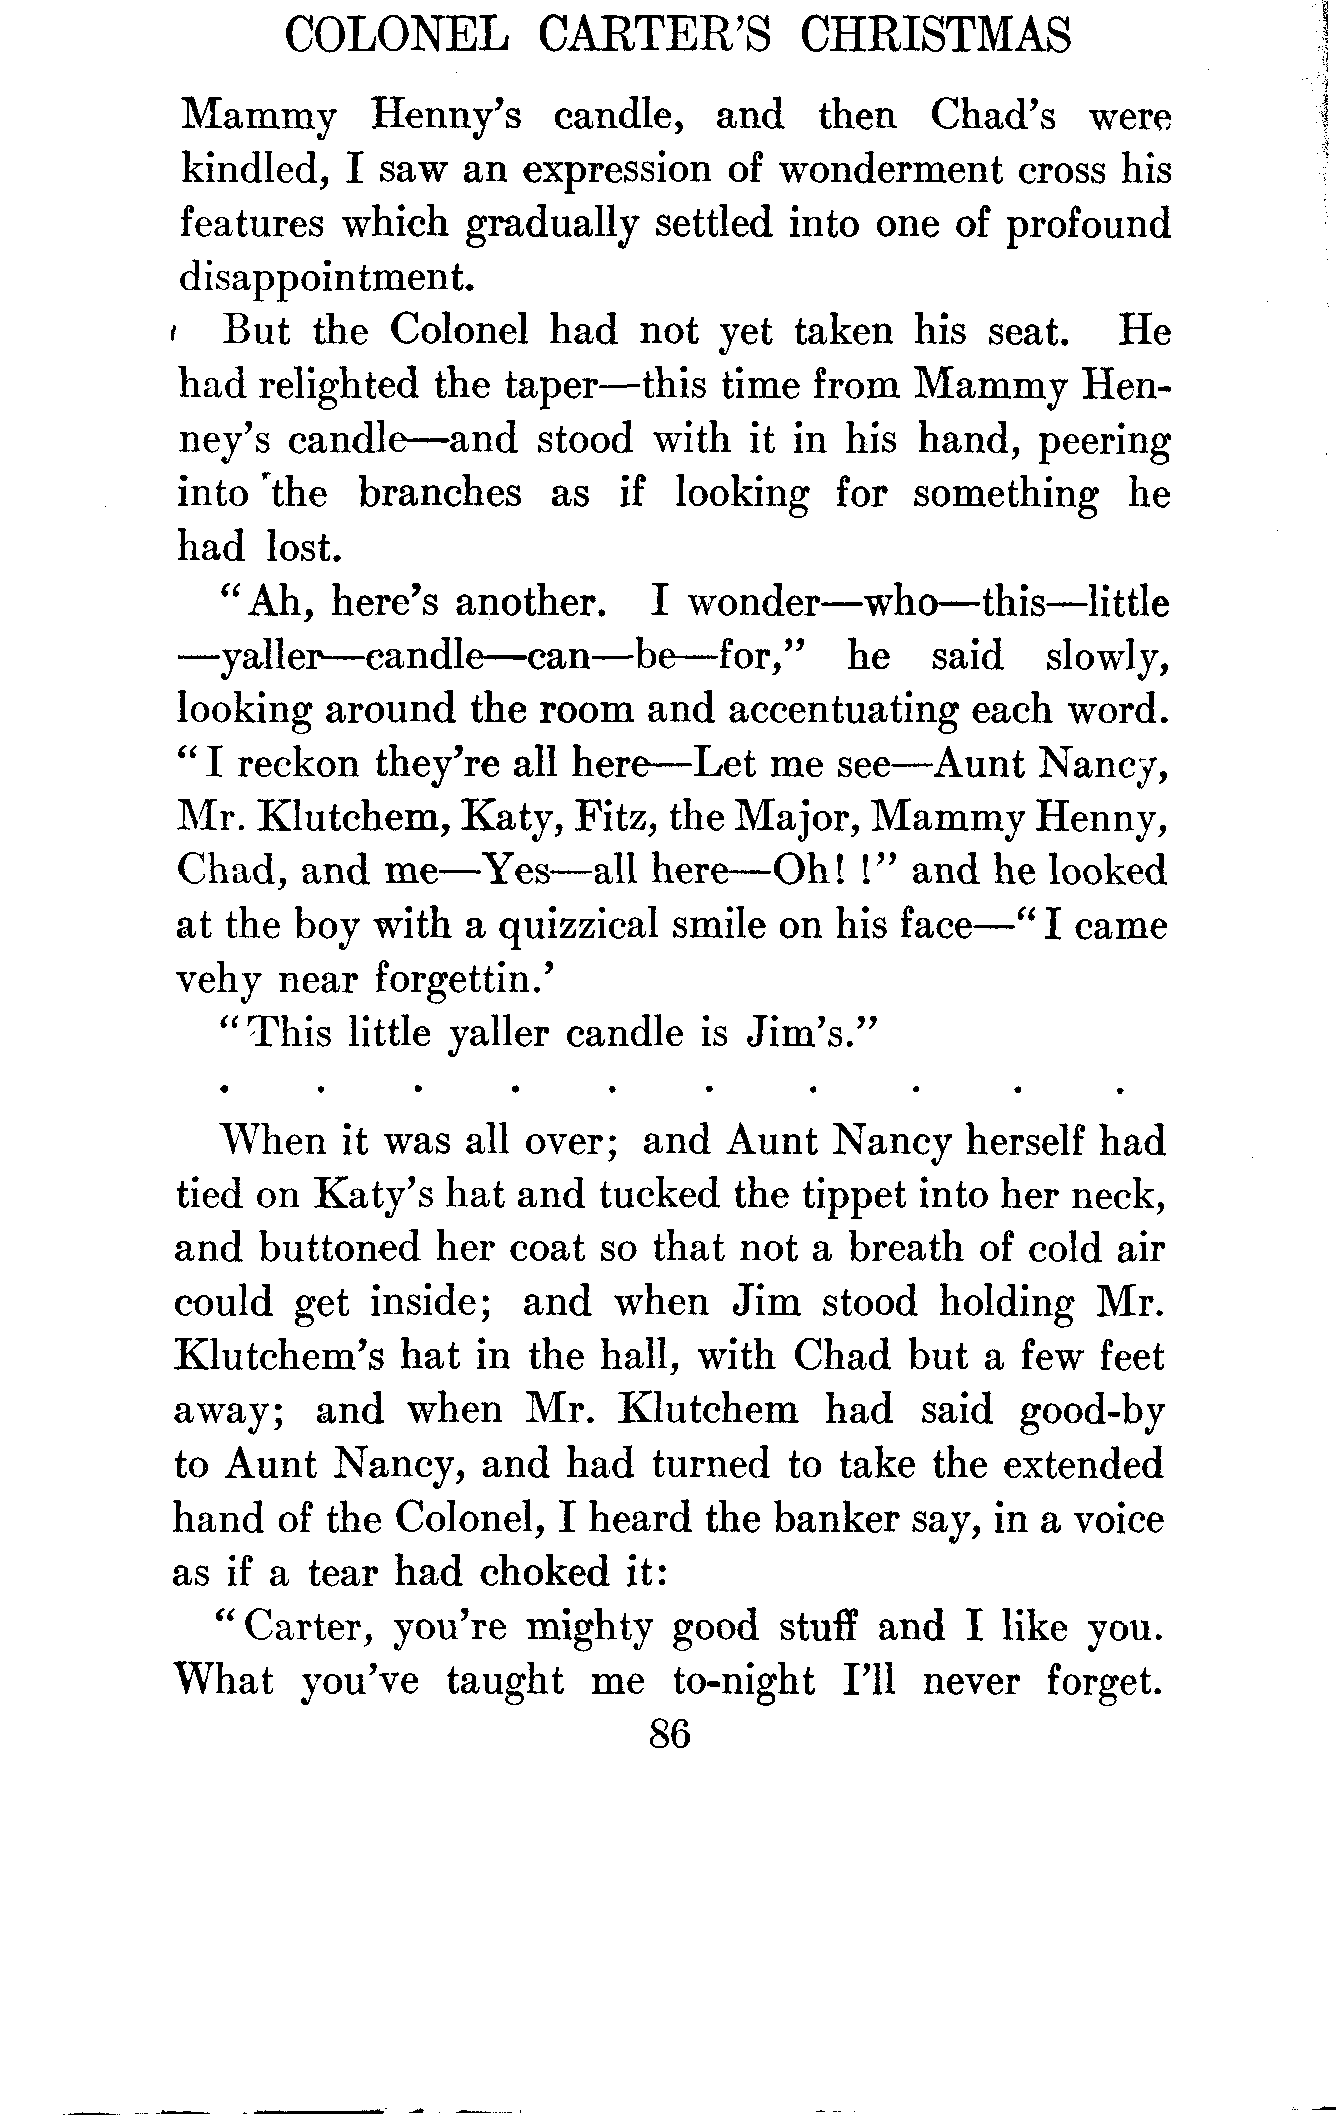 COLONEL CARTER'S CHRISTMAS
Mammy Henny's candle, and then Chad's were
kindled, I saw an expression of wonderment cross his
features which gradually settled into one of profound
disappointment.
But the Colonel had not yet taken his seat. He
had relighted the taper—this time from Mammy Hen-
ney's candle—and stood with it in his hand, peering
into the branches as if looking for something he
had lost.
"Ah, here's another. I wonder—who—this—little
—yaller—candle—can—be—for," he said slowly,
looking around the room and accentuating each word.
"I reckon they're all here—Let me see—Aunt Nancy,
Mr. Klutchem, Katy, Fitz, the Major, Mammy Henny,
Chad, and me—Yes—all here—Oh! !" and he looked
at the boy with a quizzical smile on his face—"I came
vehy near forgettin.'
"This little yaller candle is Jim's."
. . . . . . . . . .
When it was all over; and Aunt Nancy herself had
tied on Katy's hat and tucked the tippet into her neck,
and buttoned her coat so that not a breath of cold air
could get inside; and when Jim stood holding Mr.
Klutchem's hat in the hall, with Chad but a few feet
away; and when Mr. Klutchem had said good-by
to Aunt Nancy, and had turned to take the extended
hand of the Colonel, I heard the banker say, in a voice
as if a tear had choked it:
"Carter, you're mighty good stuff and I like you.
What you've taught me to-night I'll never forget.
86